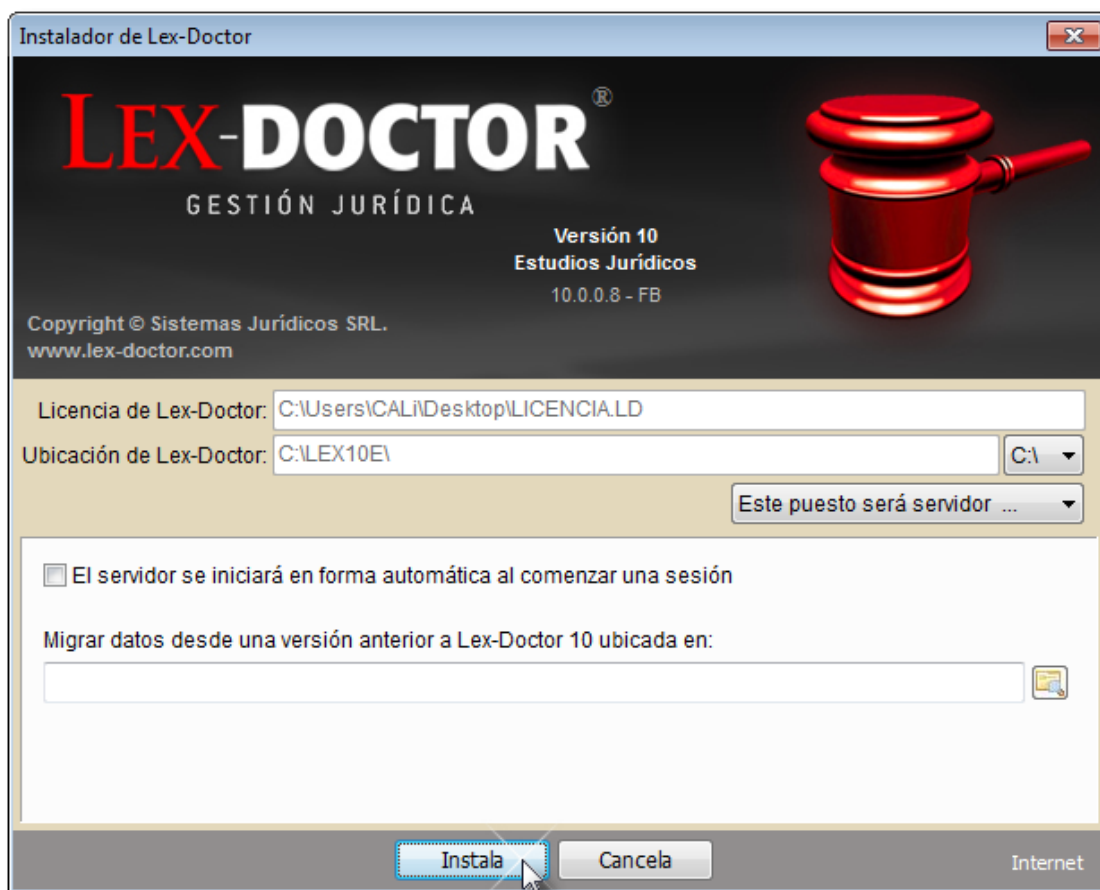 Instalador de Lex-Doctor
LEX-DOCTOR®
GESTIÓN JURÍDICA
Versión 10
Estudios Jurídicos
10.0.0.8 - FB
Copyright © Sistemas Jurídicos SRL.
www.lex-doctor.com
Licencia de Lex-Doctor: C:\Users\CALi\Desktop\LICENCIA.LD
Ubicación de Lex-Doctor: C:\LEX10E\ C:\
Este puesto será servidor ...
El servidor se iniciará en forma automática al comenzar una sesión
Migrar datos desde una versión anterior a Lex-Doctor 10 ubicada en:
Instala Cancela Internet